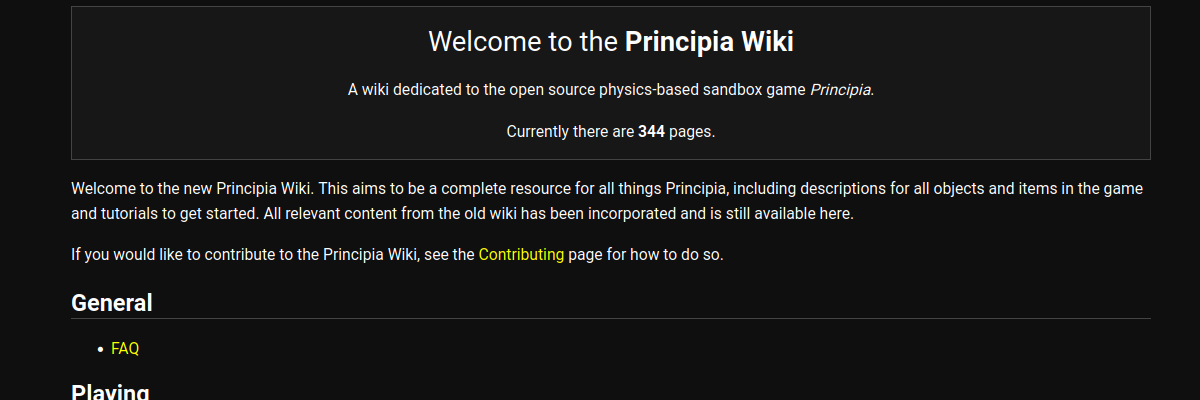 Welcome to the Principia Wiki
A wiki dedicated to the open source physics-based sandbox game Principia.
Currently there are 344 pages.
Welcome to the new Principia Wiki. This aims to be a complete resource for all things Principia, including descriptions for all objects and items in the game
and tutorials to get started. All relevant content from the old wiki has been incorporated and is still available here.
If you would like to contribute to the Principia Wiki, see the Contributing page for how to do so.
General
• FAQ
Playing